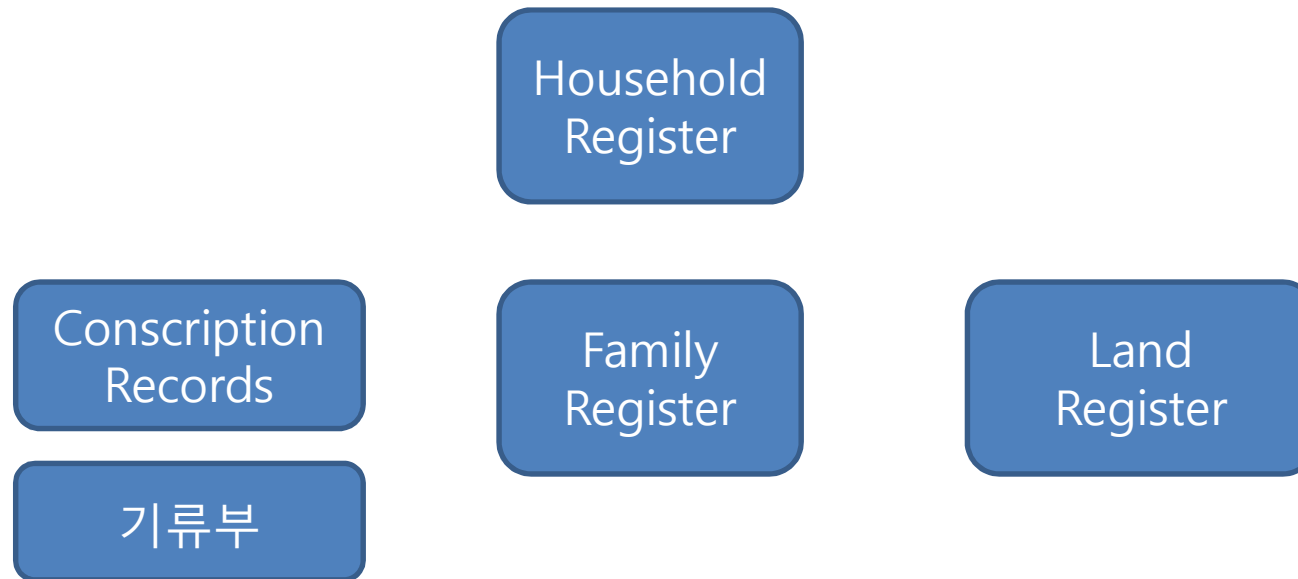 Household
Register
Conscription
Records
Family
Register
Land
Register
기류부